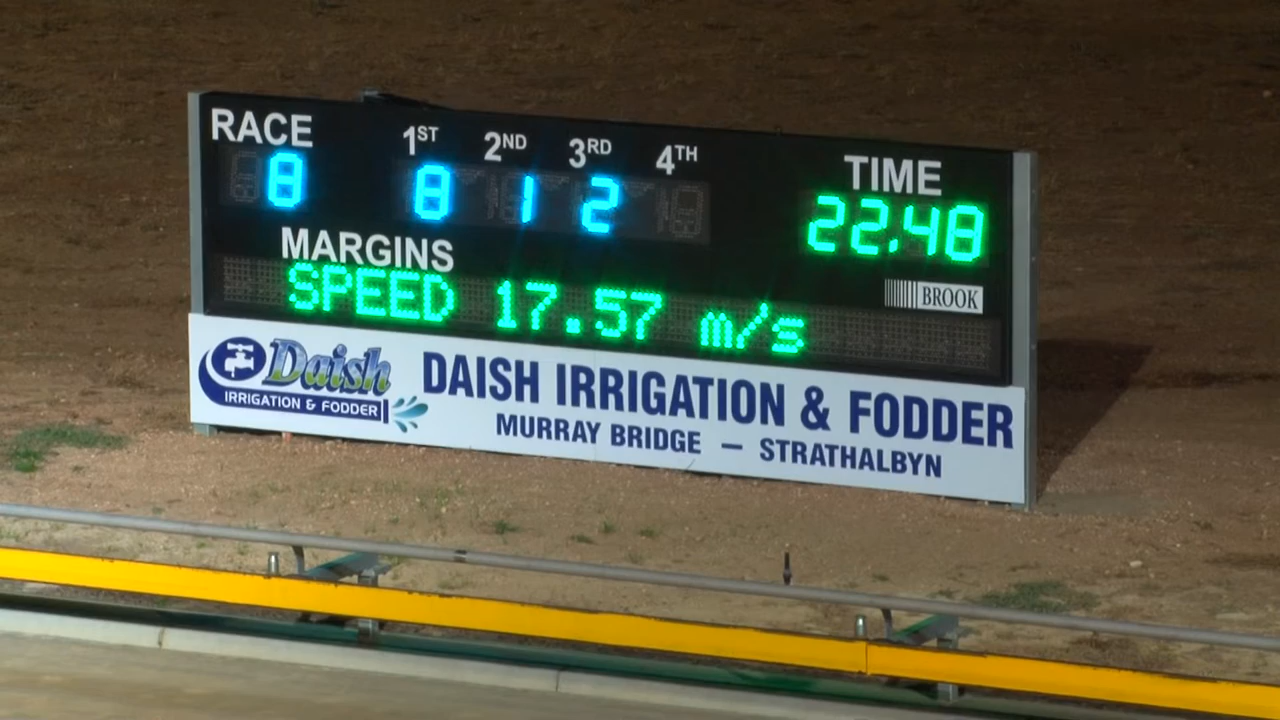 RACE 1ST 2ND 3RD 4TH TIME
8 8 1 2 22.48
MARGINS
SPEED 17.57 m/s
BROOK
Daish
IRRIGATION & FODDER
DAISH IRRIGATION & FODDER
MURRAY BRIDGE — STRATHALBYN